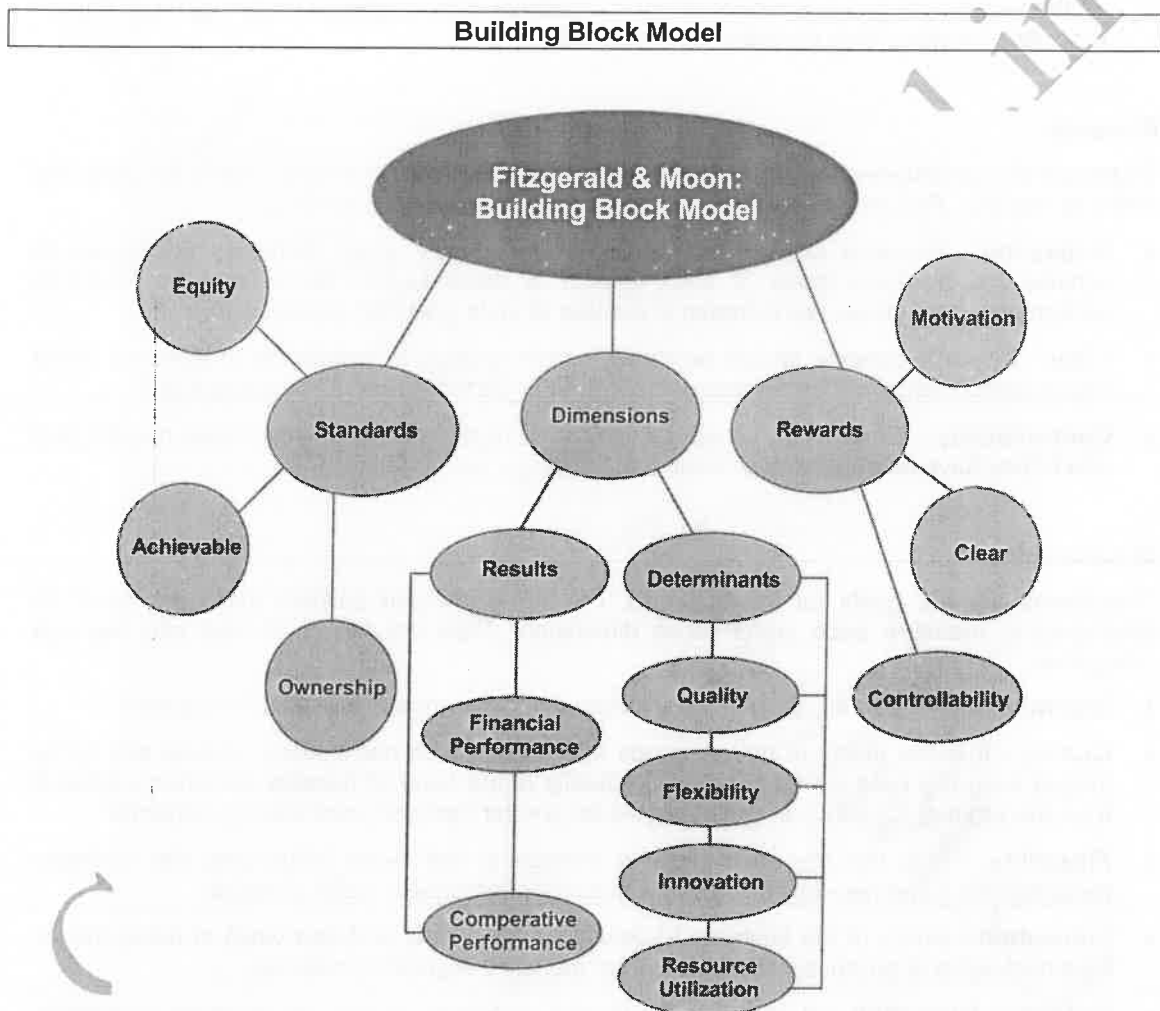 Building Block Model
Fitzgerald & Moon:
Building Block Model
Equity
Motivation
Standards
Dimensions
Rewards
Achievable
Results
Determinants
Clear
Ownership
Financial
Performance
Quality
Controllability
Flexibility
Innovation
Comperative
Performance
Resource
Utilization